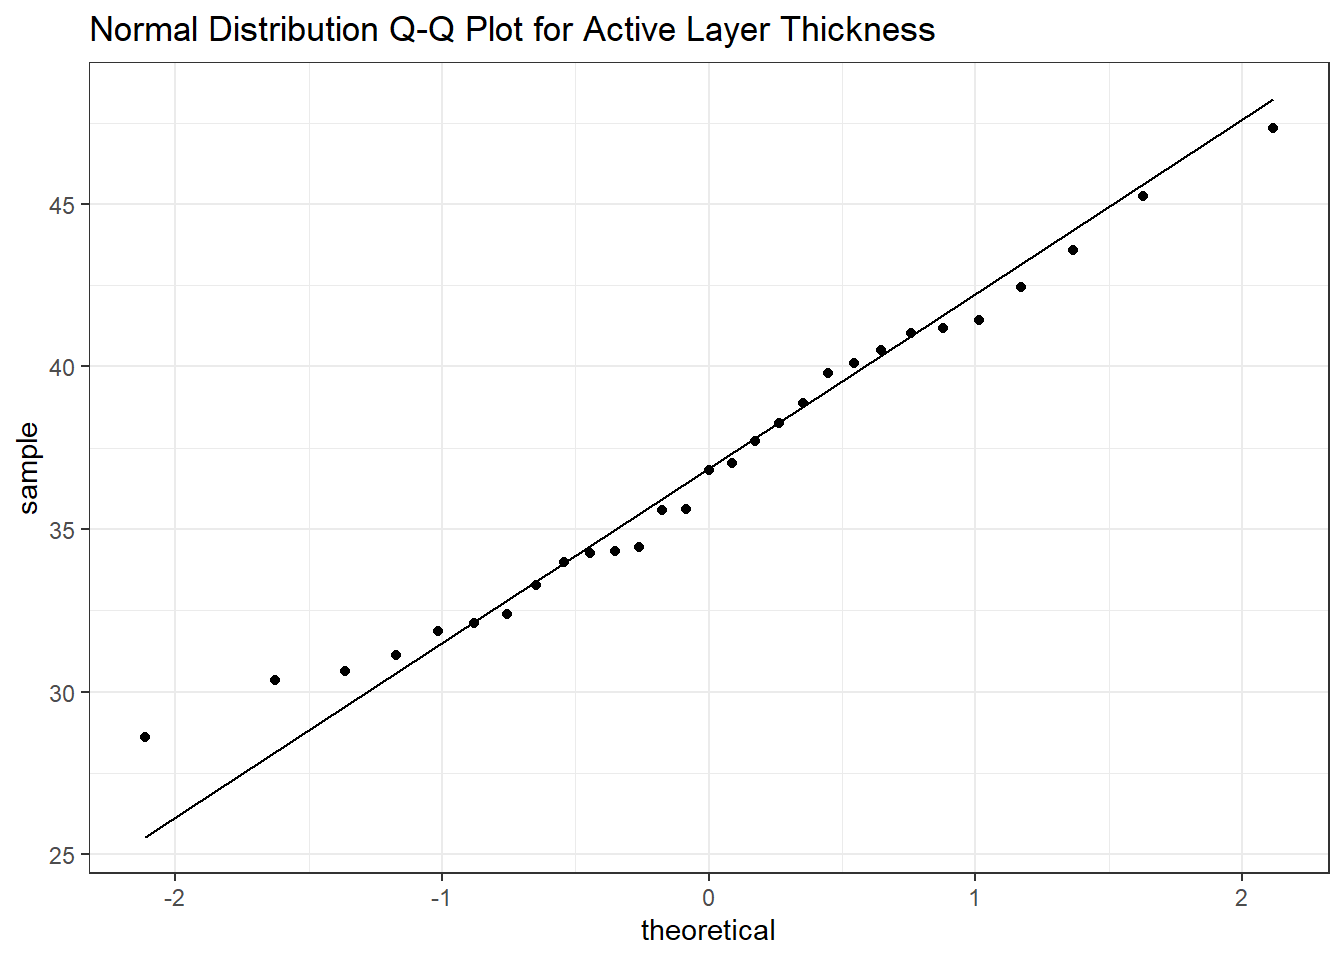 Normal Distribution Q-Q Plot for Active Layer Thickness
45
40
35
30
25
sample
-2 -1 0 1 2
theoretical